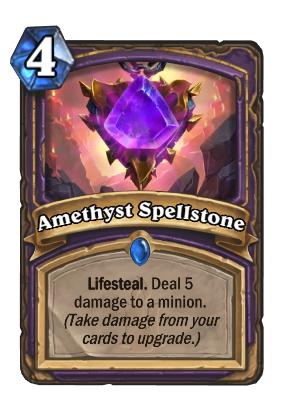 4
Amethyst Spellstone
Lifesteal. Deal 5
damage to a minion.
(Take damage from your
cards to upgrade.)